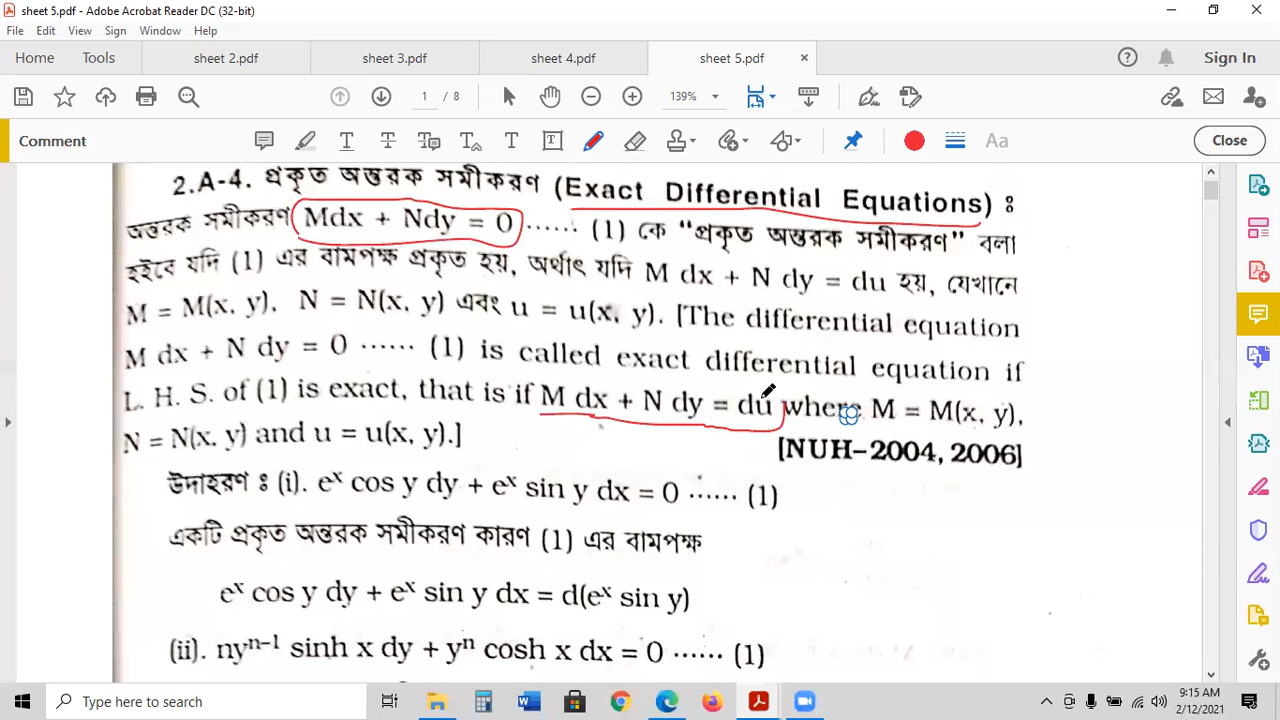 sheet 5.pdf - Adobe Acrobat Reader DC (32-bit)
File Edit View Sign Window Help
Home Tools sheet 2.pdf sheet 3.pdf sheet 4.pdf sheet 5.pdf × Sign In
1 / 8 139%
Comment Aa Close
2.A-4. প্রকৃত অন্তরক সমীকরণ (Exact Differential Equations) ঃ
অন্তরক সমীকরণ Mdx + Ndy = 0 ...... (1) কে “প্রকৃত অন্তরক সমীকরণ” বলা
হইবে যদি (1) এর বামপক্ষ প্রকৃত হয়, অর্থাৎ যদি M dx + N dy = du হয়, যেখানে
M = M(x, y), N = N(x, y) এবং u = u(x, y). [The differential equation
M dx + N dy = 0 ...... (1) is called exact differential equation if
L. H. S. of (1) is exact, that is if M dx + N dy = du where M = M(x, y),
N = N(x, y) and u = u(x, y).]
[NUH–2004, 2006]
উদাহরণ ঃ (i). eˣ cos y dy + eˣ sin y dx = 0 ...... (1)
একটি প্রকৃত অন্তরক সমীকরণ কারণ (1) এর বামপক্ষ
eˣ cos y dy + eˣ sin y dx = d(eˣ sin y)
(ii). nyⁿ⁻¹ sinh x dy + yⁿ cosh x dx = 0 ...... (1)
Type here to search
9:15 AM
2/12/2021